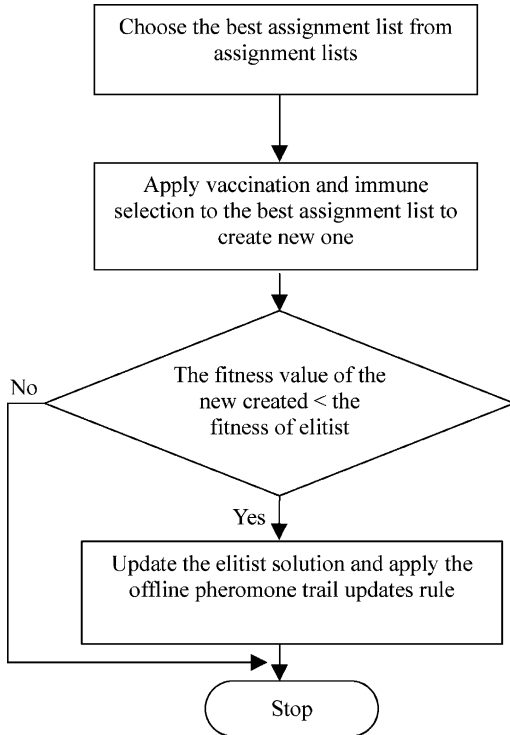 Choose the best assignment list from
assignment lists
Apply vaccination and immune
selection to the best assignment list to
create new one
The fitness value of the
new created < the
fitness of elitist
No
Yes
Update the elitist solution and apply the
offline pheromone trail updates rule
Stop